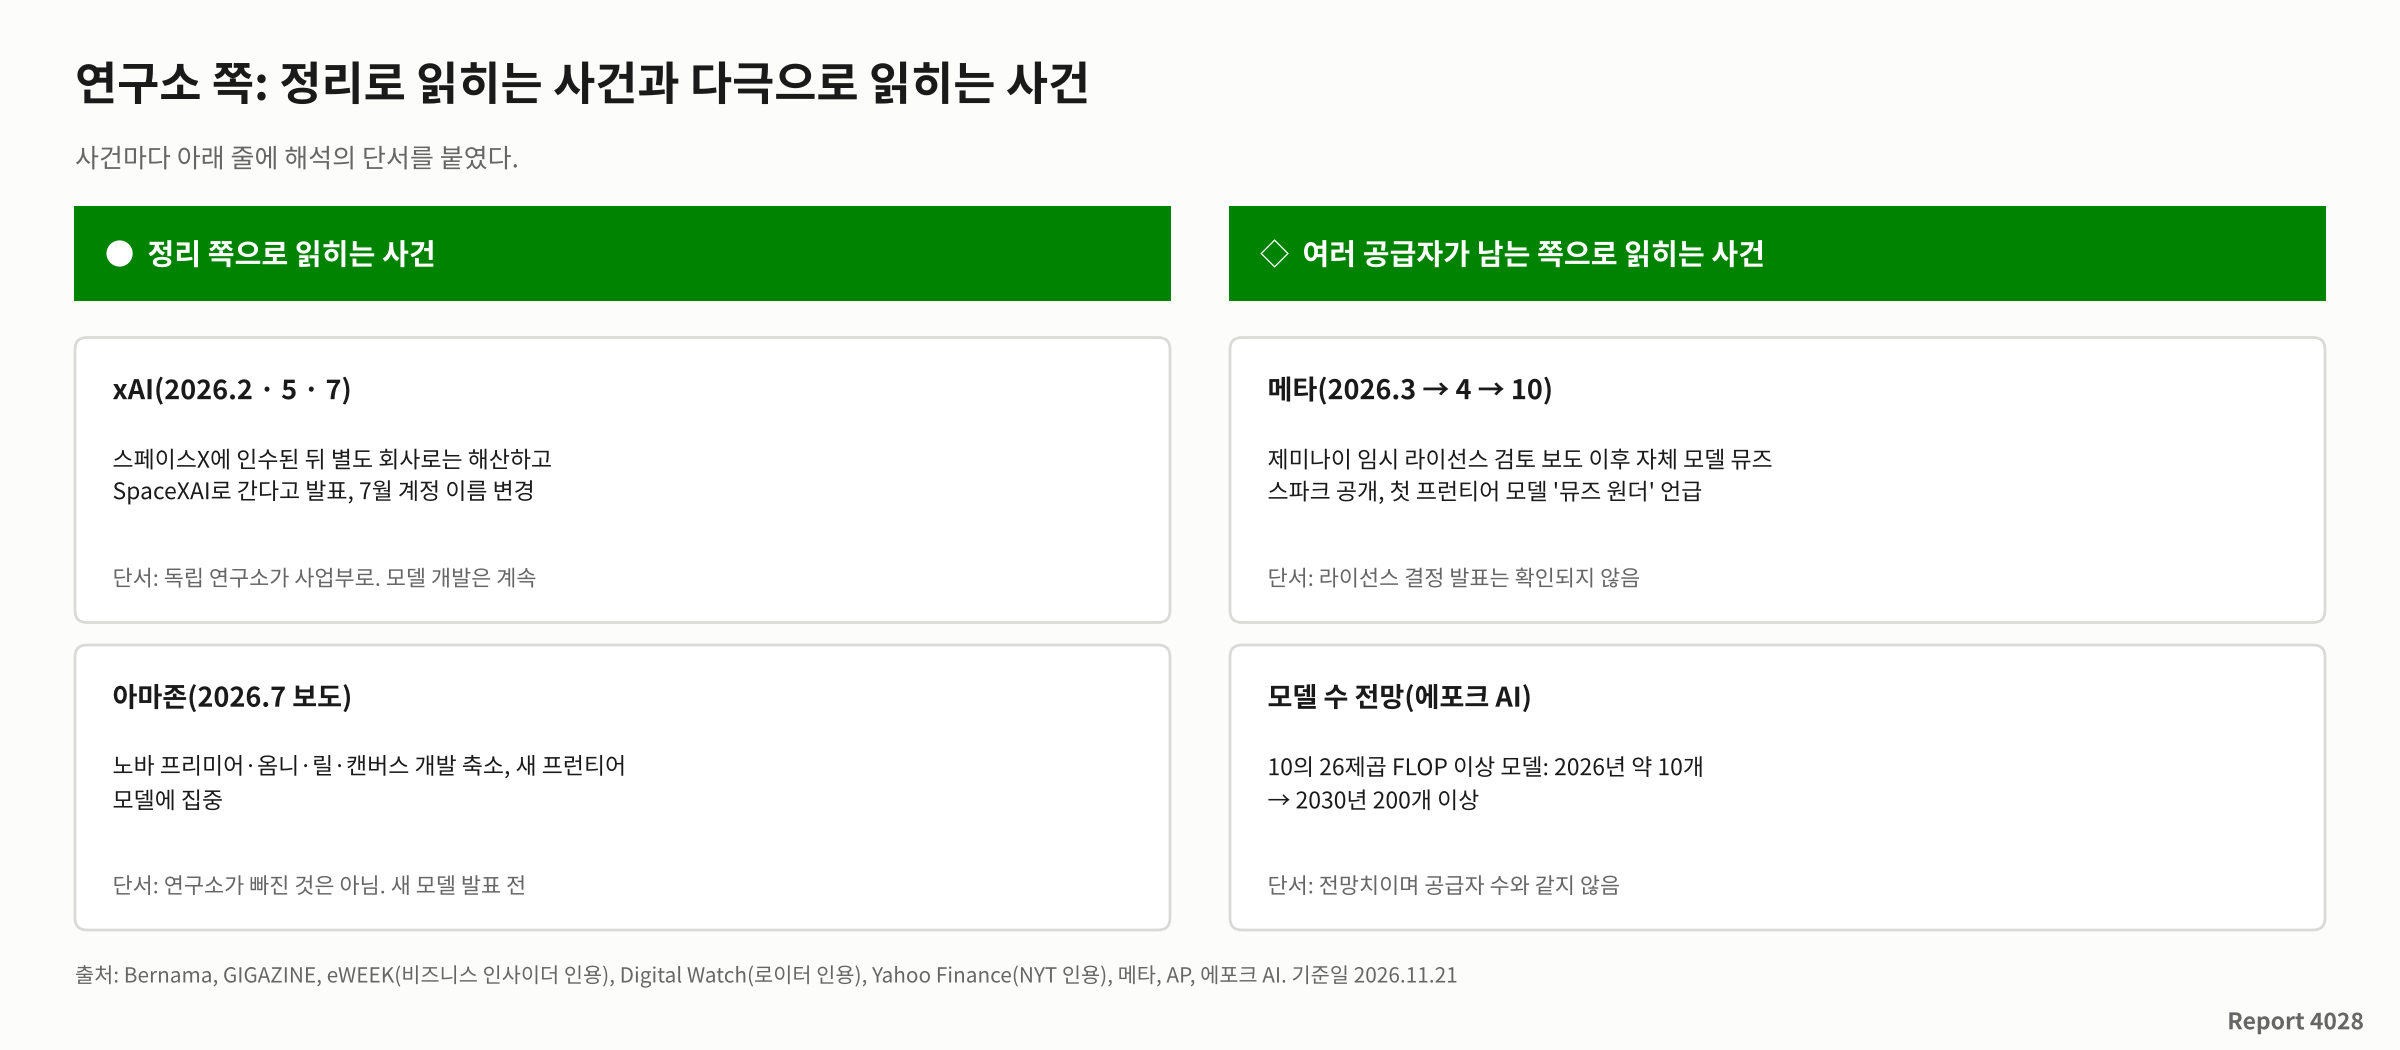 연구소 쪽: 정리로 읽히는 사건과 다극으로 읽히는 사건
사건마다 아래 줄에 해석의 단서를 붙였다.
● 정리 쪽으로 읽히는 사건
xAI(2026.2 · 5 · 7)
스페이스X에 인수된 뒤 별도 회사로는 해산하고
SpaceXAI로 간다고 발표, 7월 계정 이름 변경
단서: 독립 연구소가 사업부로. 모델 개발은 계속
아마존(2026.7 보도)
노바 프리미어·옴니·릴·캔버스 개발 축소, 새 프런티어
모델에 집중
단서: 연구소가 빠진 것은 아님. 새 모델 발표 전
◇ 여러 공급자가 남는 쪽으로 읽히는 사건
메타(2026.3 → 4 → 10)
제미나이 임시 라이선스 검토 보도 이후 자체 모델 뮤즈
스파크 공개, 첫 프런티어 모델 '뮤즈 원더' 언급
단서: 라이선스 결정 발표는 확인되지 않음
모델 수 전망(에포크 AI)
10의 26제곱 FLOP 이상 모델: 2026년 약 10개
→ 2030년 200개 이상
단서: 전망치이며 공급자 수와 같지 않음
출처: Bernama, GIGAZINE, eWEEK(비즈니스 인사이더 인용), Digital Watch(로이터 인용), Yahoo Finance(NYT 인용), 메타, AP, 에포크 AI. 기준일 2026.11.21
Report 4028